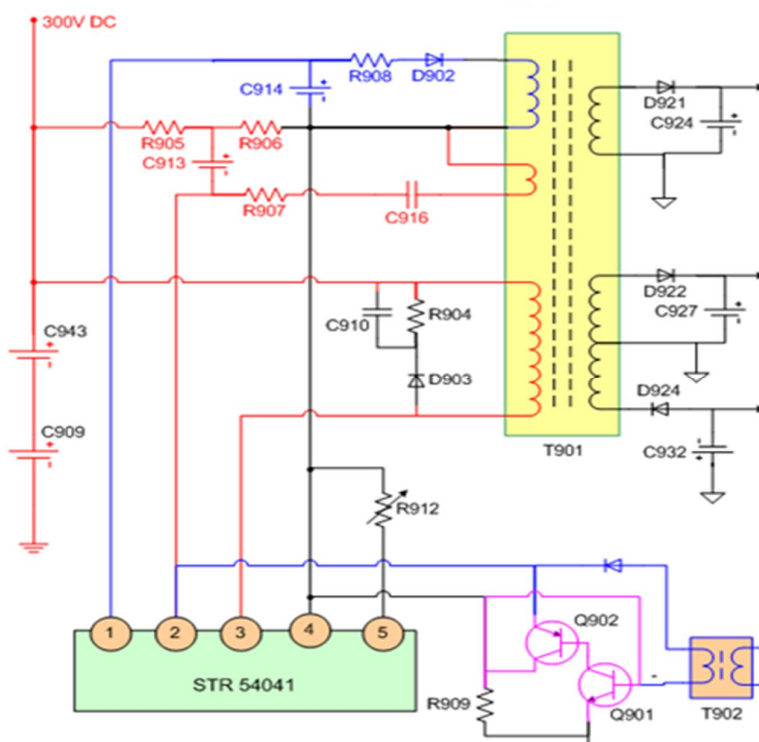 300V DC
R908
D902
C914
D921
C924
R905
R906
C913
R907
C916
D922
C927
C910
R904
C943
D903
D924
C909
T901
C932
R912
1
2
3
4
5
Q902
STR 54041
R909
Q901
T902